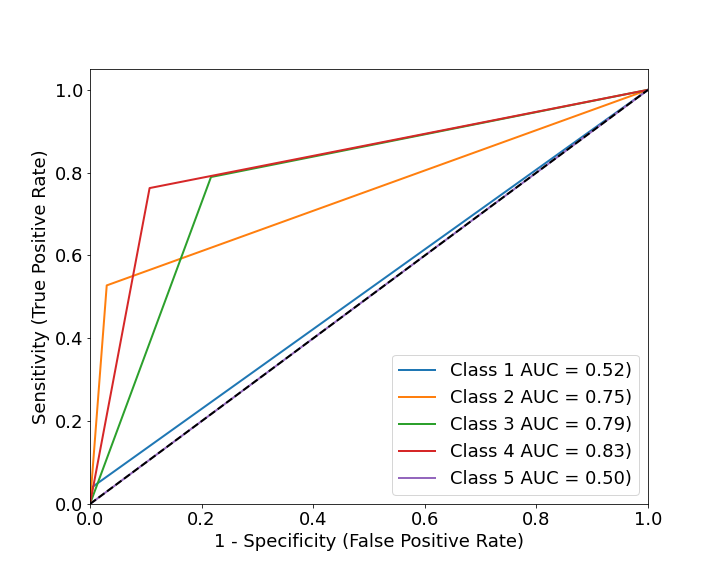 1.0
0.8
0.6
0.4
0.2
0.0
Sensitivity (True Positive Rate)
Class 1 AUC = 0.52)
Class 2 AUC = 0.75)
Class 3 AUC = 0.79)
Class 4 AUC = 0.83)
Class 5 AUC = 0.50)
0.0 0.2 0.4 0.6 0.8 1.0
1 - Specificity (False Positive Rate)